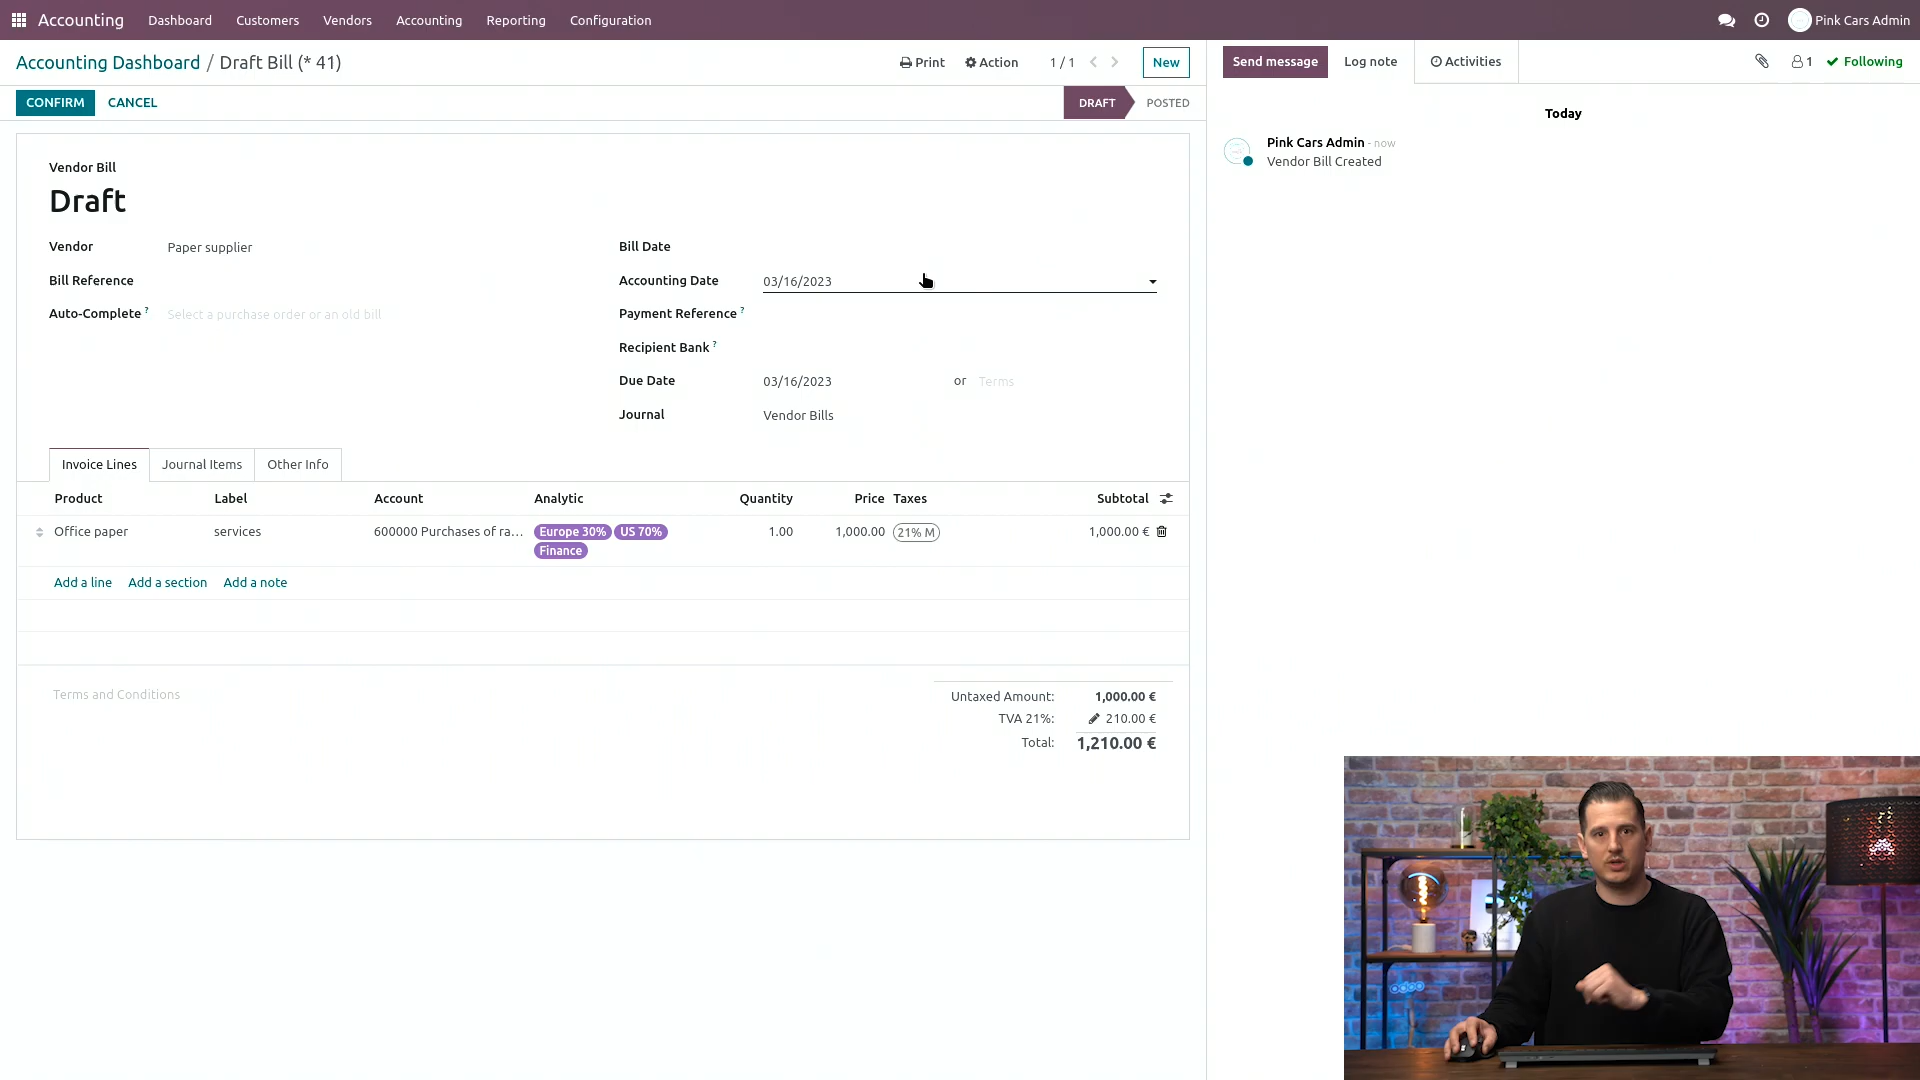 Accounting Dashboard Customers Vendors Accounting Reporting Configuration Pink Cars Admin
Accounting Dashboard / Draft Bill (* 41) Print Action 1 / 1 New
CONFIRM CANCEL DRAFT POSTED
Vendor Bill
Draft
Vendor Paper supplier
Bill Reference
Auto-Complete ? Select a purchase order or an old bill
Bill Date
Accounting Date 03/16/2023
Payment Reference ?
Recipient Bank ?
Due Date 03/16/2023 or Terms
Journal Vendor Bills
Invoice Lines Journal Items Other Info
Product Label Account Analytic Quantity Price Taxes Subtotal
Office paper services 600000 Purchases of ra... Europe 30% US 70% 1.00 1,000.00 21% M 1,000.00 €
Finance
Add a line Add a section Add a note
Terms and Conditions
Untaxed Amount: 1,000.00 €
TVA 21%: 210.00 €
Total: 1,210.00 €
Send message Log note Activities 1 Following
Today
Pink Cars Admin - now
Vendor Bill Created